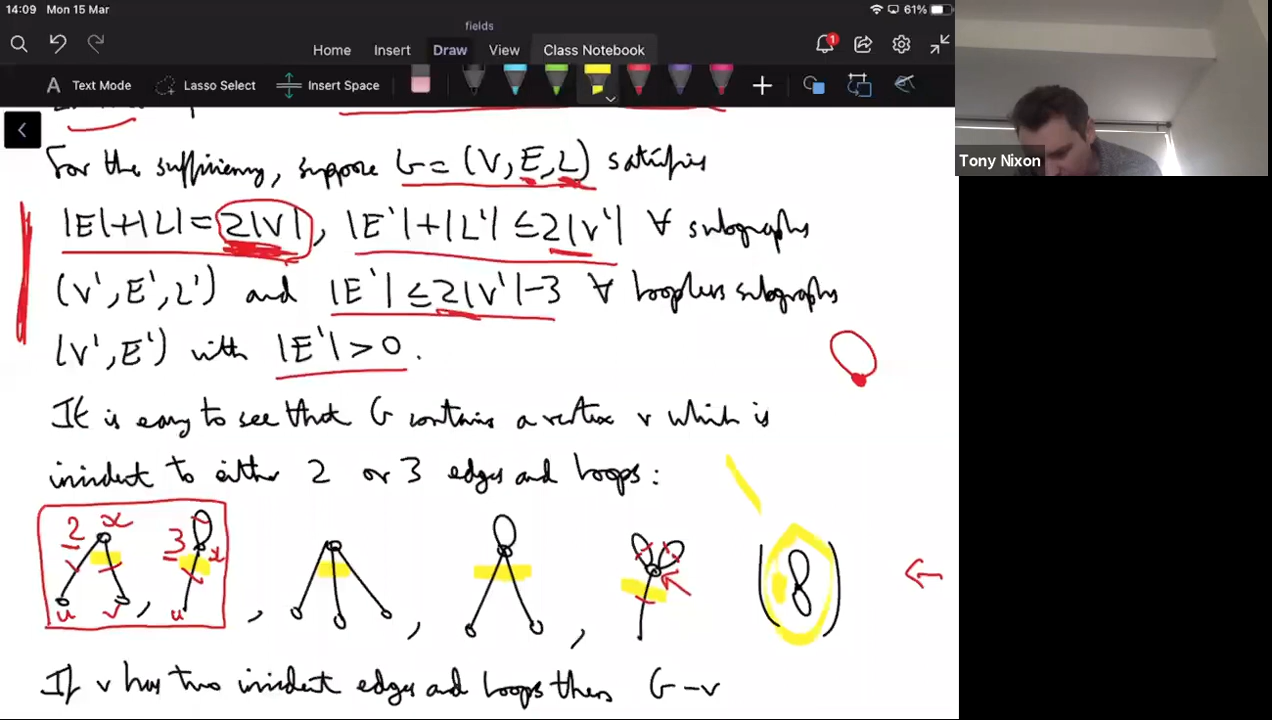 14:09 Mon 15 Mar
61%
fields
Home Insert Draw View Class Notebook
1
A Text Mode Lasso Select Insert Space
Tony Nixon
For the sufficiency, suppose G = (V, E, L) satisfies
|E|+|L| = 2|V|, |E'|+|L'| ≤ 2|V'| ∀ subgraphs
(V', E', L') and |E'| ≤ 2|V'|-3 ∀ loopless subgraphs
(V', E') with |E'| > 0.
It is easy to see that G contains a vertex v which is
incident to either 2 or 3 edges and loops:
2 x 3 x
u v , u , , , ( )
If v has two incident edges and loops then G-v